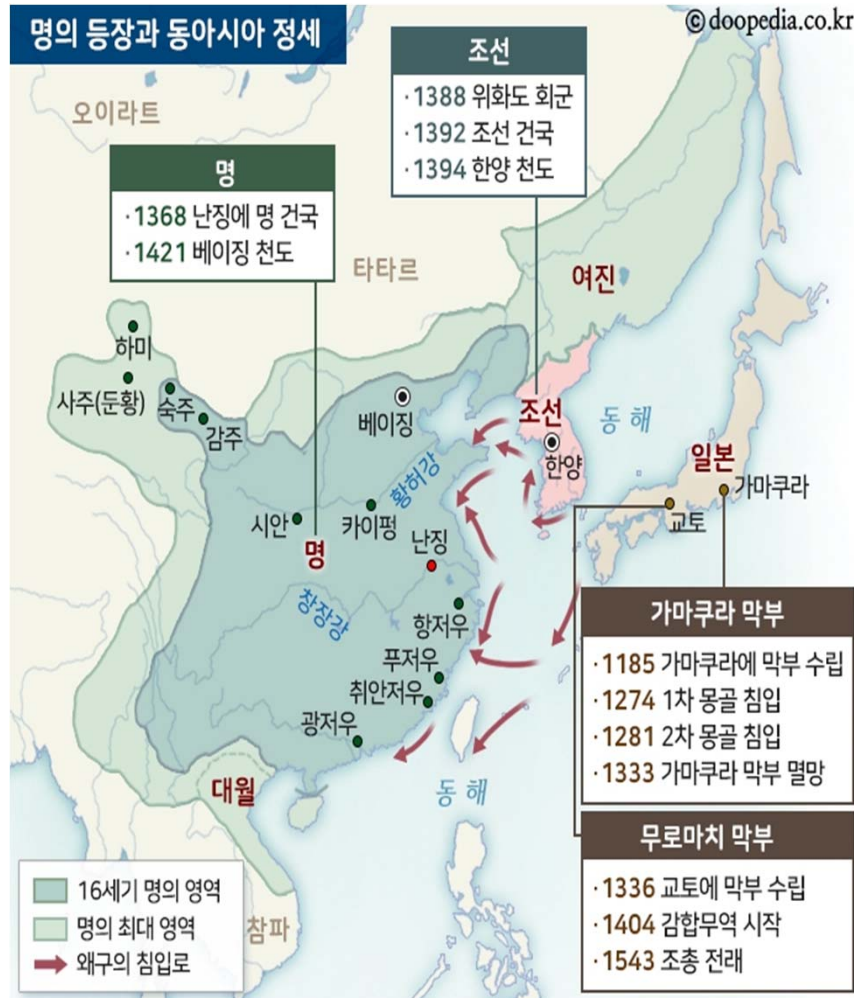 명의 등장과 동아시아 정세
©doopedia.co.kr
조선
·1388 위화도 회군
·1392 조선 건국
·1394 한양 천도
오이라트
명
·1368 난징에 명 건국
·1421 베이징 천도
타타르
여진
하미
사주(둔황)
숙주
감주
베이징
조선
동해
한양
일본
가마쿠라
교토
황허강
시안
카이펑
명
난징
창장강
항저우
푸저우
취안저우
광저우
대월
동해
참파
가마쿠라 막부
·1185 가마쿠라에 막부 수립
·1274 1차 몽골 침입
·1281 2차 몽골 침입
·1333 가마쿠라 막부 멸망
무로마치 막부
·1336 교토에 막부 수립
·1404 감합무역 시작
·1543 조총 전래
16세기 명의 영역
명의 최대 영역
왜구의 침입로